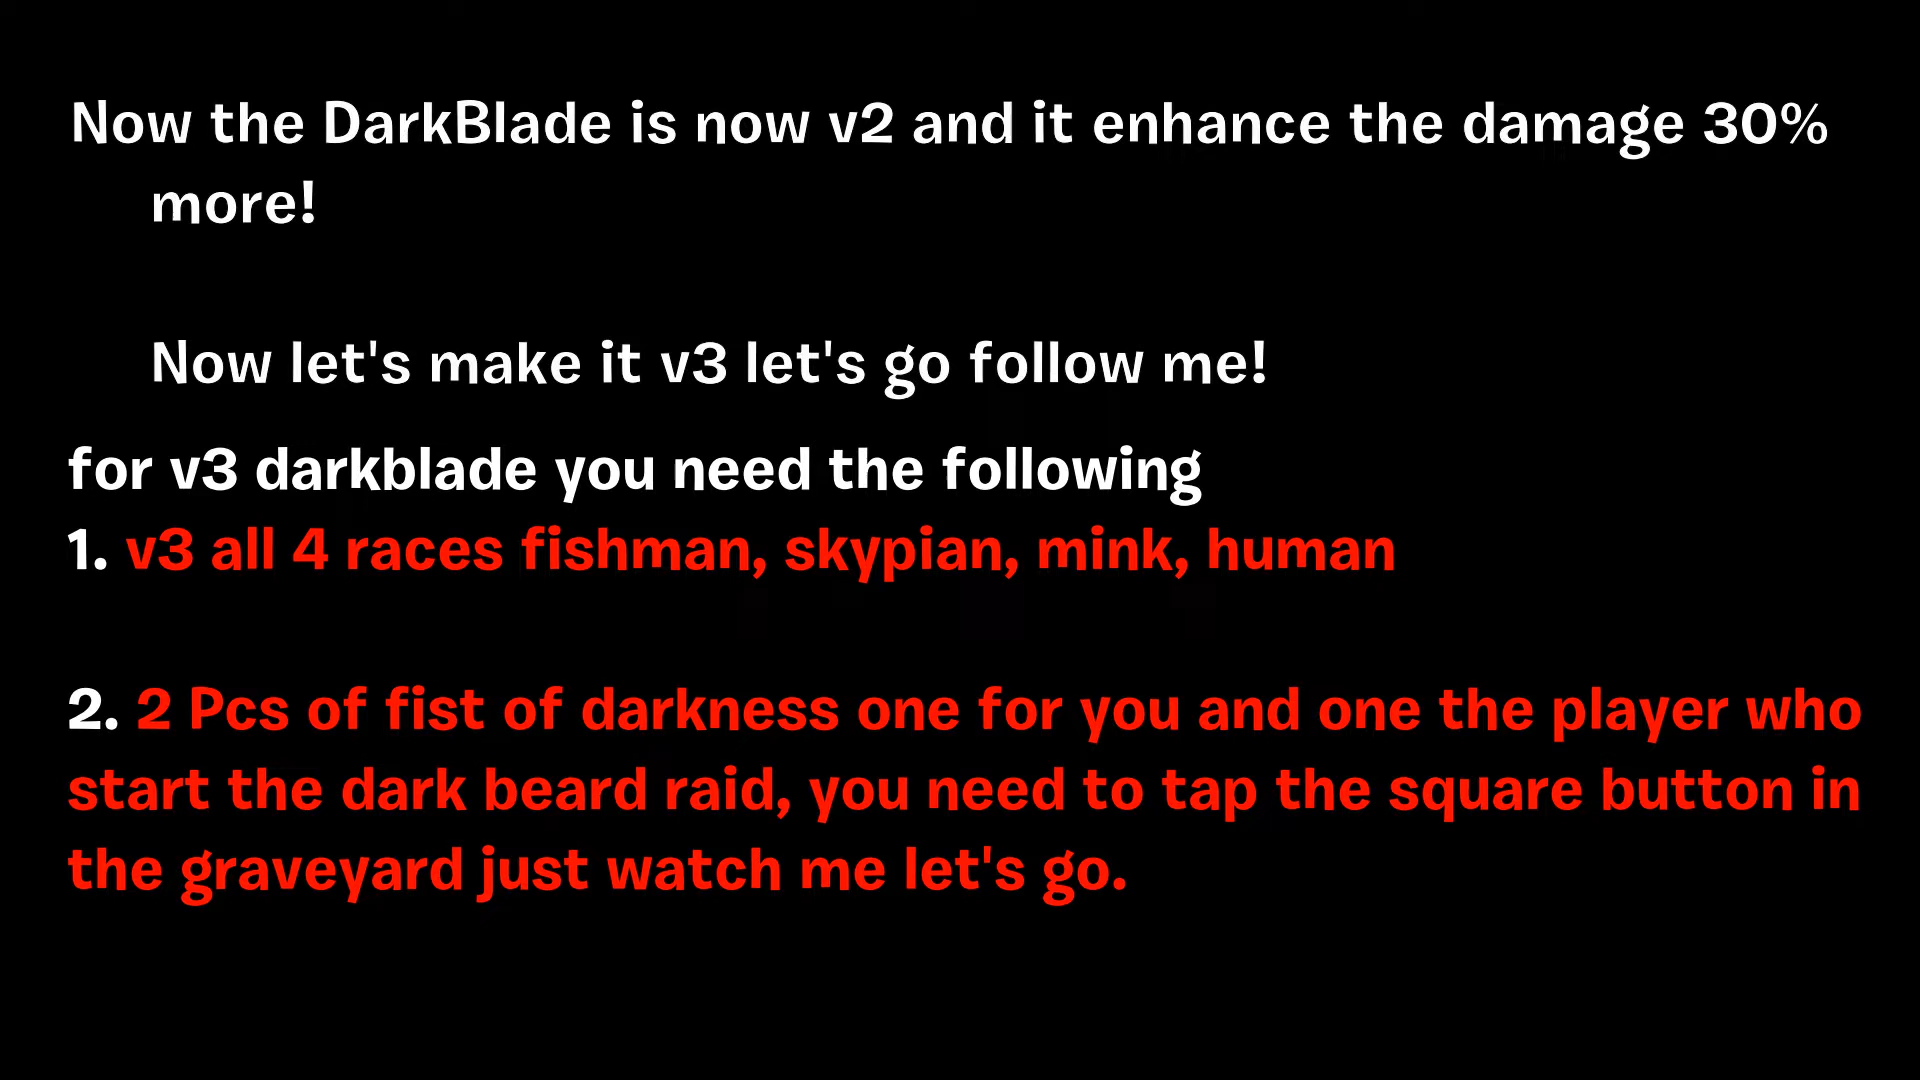 Now the DarkBlade is now v2 and it enhance the damage 30%
more!
Now let's make it v3 let's go follow me!
for v3 darkblade you need the following
1. v3 all 4 races fishman, skypian, mink, human
2. 2 Pcs of fist of darkness one for you and one the player who
start the dark beard raid, you need to tap the square button in
the graveyard just watch me let's go.